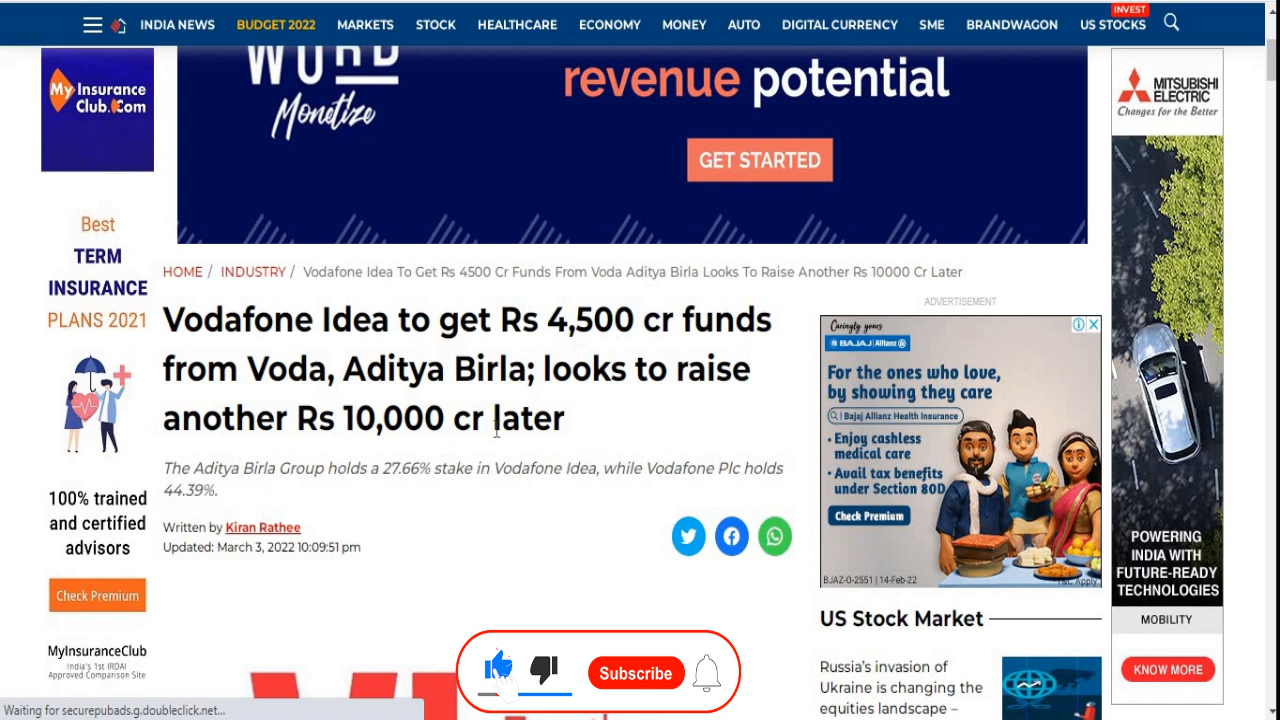 INDIA NEWS BUDGET 2022 MARKETS STOCK HEALTHCARE ECONOMY MONEY AUTO DIGITAL CURRENCY SME BRANDWAGON US STOCKS
INVEST
My Insurance
Club.Com
Best
TERM
INSURANCE
PLANS 2021
100% trained
and certified
advisors
Check Premium
MyInsuranceClub
India's 1st IRDAI
Approved Comparison Site
WORD
Monetize
revenue potential
GET STARTED
HOME / INDUSTRY / Vodafone Idea To Get Rs 4500 Cr Funds From Voda Aditya Birla Looks To Raise Another Rs 10000 Cr Later
Vodafone Idea to get Rs 4,500 cr funds
from Voda, Aditya Birla; looks to raise
another Rs 10,000 cr later
The Aditya Birla Group holds a 27.66% stake in Vodafone Idea, while Vodafone Plc holds
44.39%.
Written by Kiran Rathee
Updated: March 3, 2022 10:09:51 pm
Subscribe
ADVERTISEMENT
Caringly yours
BAJAJ Allianz
For the ones who love,
by showing they care
Bajaj Allianz Health Insurance
• Enjoy cashless
medical care
• Avail tax benefits
under Section 80D
Check Premium
BJAZ-O-2551 | 14-Feb-22
T&C Apply
US Stock Market
Russia's invasion of
Ukraine is changing the
equities landscape –
MITSUBISHI
ELECTRIC
Changes for the Better
POWERING
INDIA WITH
FUTURE-READY
TECHNOLOGIES
MOBILITY
KNOW MORE
Waiting for securepubads.g.doubleclick.net...